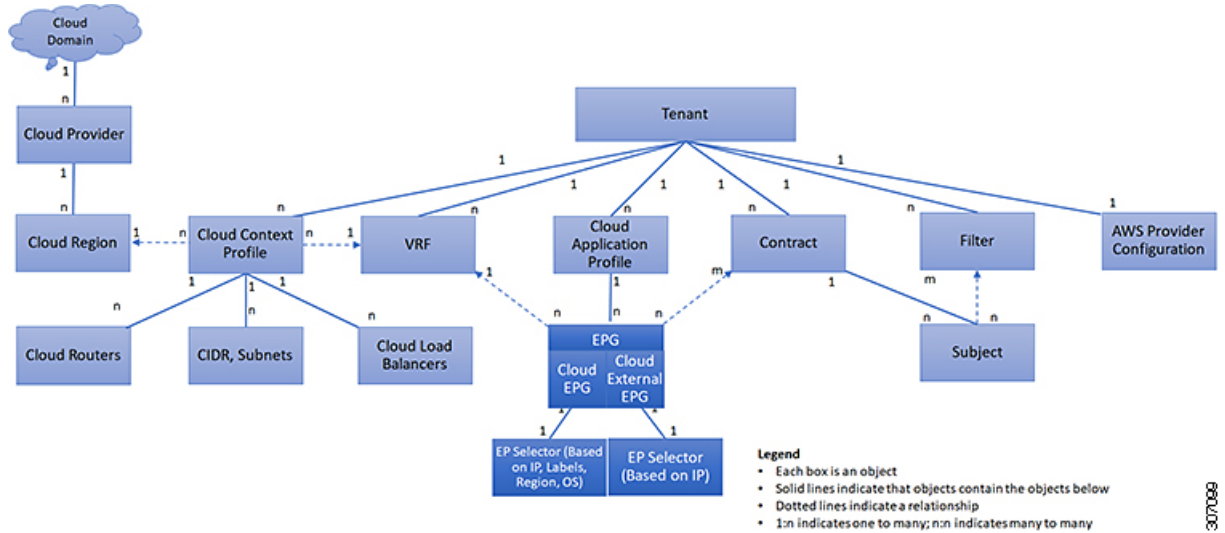 Cloud
Domain
1
n
Cloud Provider
Tenant
1
1
1
1
1
1
1
n
n
n
n
n
n
1
Cloud Region
1
n
Cloud Context
Profile
n
1
VRF
Cloud
Application
Profile
Contract
Filter
AWS Provider
Configuration
1
1
1
1
1
m
1
m
n
n
n
n
n
n
n
n
Cloud Routers
CIDR, Subnets
Cloud Load
Balancers
EPG
Cloud
EPG
Cloud
External
EPG
Subject
1
1
1
1
EP Selector (Based
on IP, Labels,
Region, OS)
EP Selector
(Based on IP)
Legend
• Each box is an object
• Solid lines indicate that objects contain the objects below
• Dotted lines indicate a relationship
• 1:n indicates one to many; n:n indicates many to many
307099